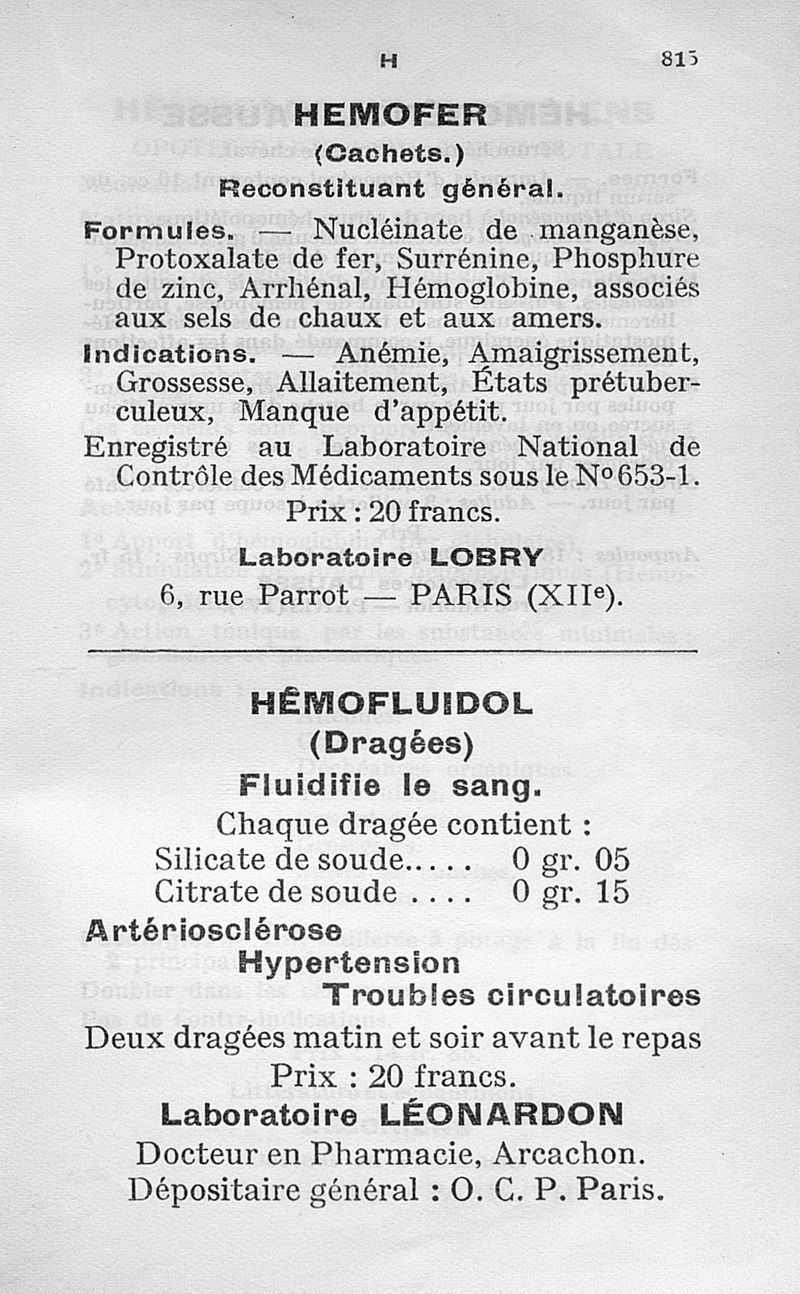 H 815
HEMOFER
(Cachets.)
Reconstituant général.
Formules. — Nucléinate de manganèse,
Protoxalate de fer, Surrénine, Phosphure
de zinc, Arrhénal, Hémoglobine, associés
aux sels de chaux et aux amers.
Indications. — Anémie, Amaigrissement,
Grossesse, Allaitement, États prétuber-
culeux, Manque d'appétit.
Enregistré au Laboratoire National de
Contrôle des Médicaments sous le Nº 653-1.
Prix : 20 francs.
Laboratoire LOBRY
6, rue Parrot — PARIS (XIIe).
HÊMOFLUIDOL
(Dragées)
Fluidifie le sang.
Chaque dragée contient :
Silicate de soude..... 0 gr. 05
Citrate de soude .... 0 gr. 15
Artériosclérose
Hypertension
Troubles circulatoires
Deux dragées matin et soir avant le repas
Prix : 20 francs.
Laboratoire LÉONARDON
Docteur en Pharmacie, Arcachon.
Dépositaire général : O. C. P. Paris.